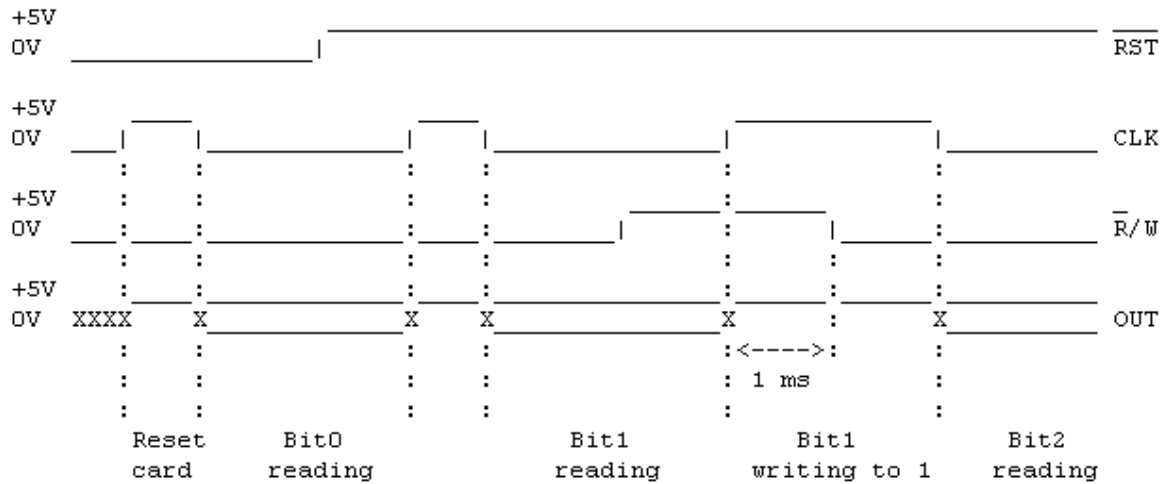 +5V
0V RST
+5V
0V CLK
+5V
0V R/W
+5V
0V XXXX X X X X X OUT
1 ms
Reset Bit0 Bit1 Bit1 Bit2
card reading reading writing to 1 reading